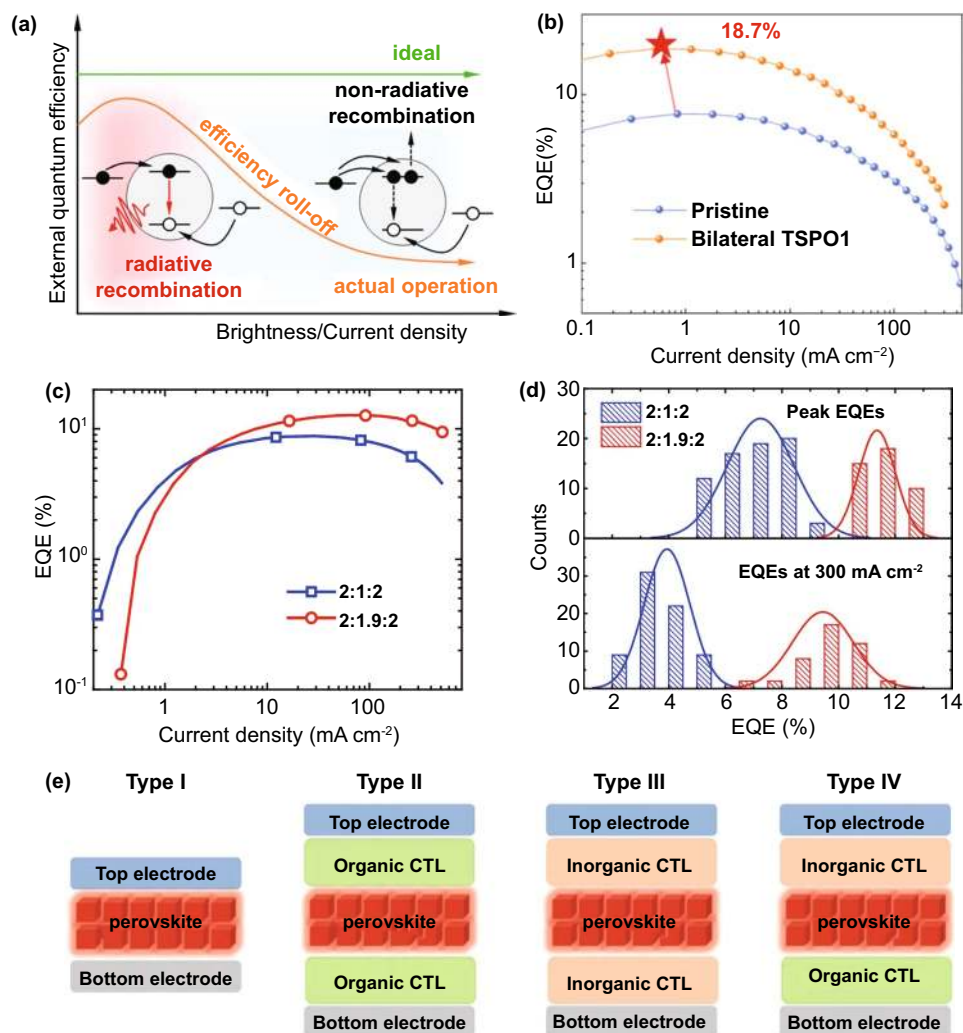 (a)
External quantum efficiency
ideal
non-radiative
recombination
efficiency roll-off
radiative
recombination
actual operation
Brightness/Current density
(b)
18.7%
EQE(%)
10
1
Pristine
Bilateral TSPO1
0.1
1
10
100
Current density (mA cm⁻²)
(c)
EQE (%)
10¹
10⁰
10⁻¹
2:1:2
2:1.9:2
1
10
100
Current density (mA cm⁻²)
(d)
Counts
30
20
10
0
2:1:2
2:1.9:2
Peak EQEs
30
20
10
0
EQEs at 300 mA cm⁻²
2
4
6
8
10
12
14
EQE (%)
(e)
Type I
Top electrode
perovskite
Bottom electrode
Type II
Top electrode
Organic CTL
perovskite
Organic CTL
Bottom electrode
Type III
Top electrode
Inorganic CTL
perovskite
Inorganic CTL
Bottom electrode
Type IV
Top electrode
Inorganic CTL
perovskite
Organic CTL
Bottom electrode